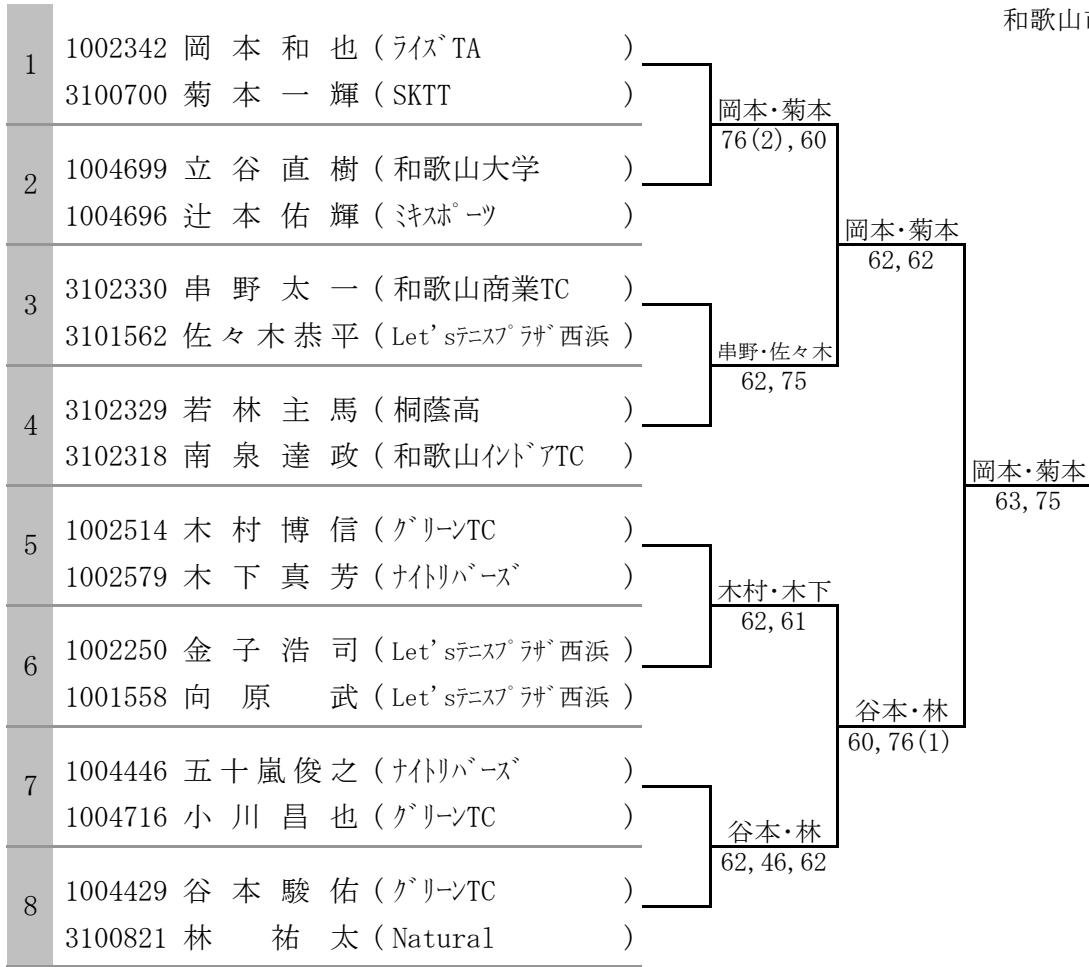 和歌山
1
1002342 岡本和也 (ライズTA)
3100700 菊本一輝 (SKTT)
岡本・菊本
76(2), 60
2
1004699 立谷直樹 (和歌山大学)
1004696 辻本佑輝 (ミキスポーツ)
岡本・菊本
62, 62
3
3102330 串野太一 (和歌山商業TC)
3101562 佐々木恭平 (Let'sテニスプラザ西浜)
串野・佐々木
62, 75
4
3102329 若林主馬 (桐蔭高)
3102318 南泉達政 (和歌山インドアTC)
岡本・菊本
63, 75
5
1002514 木村博信 (グリーンTC)
1002579 木下真芳 (ナイトリバーズ)
木村・木下
62, 61
6
1002250 金子浩司 (Let'sテニスプラザ西浜)
1001558 向原武 (Let'sテニスプラザ西浜)
谷本・林
60, 76(1)
7
1004446 五十嵐俊之 (ナイトリバーズ)
1004716 小川昌也 (グリーンTC)
谷本・林
62, 46, 62
8
1004429 谷本駿佑 (グリーンTC)
3100821 林祐太 (Natural)